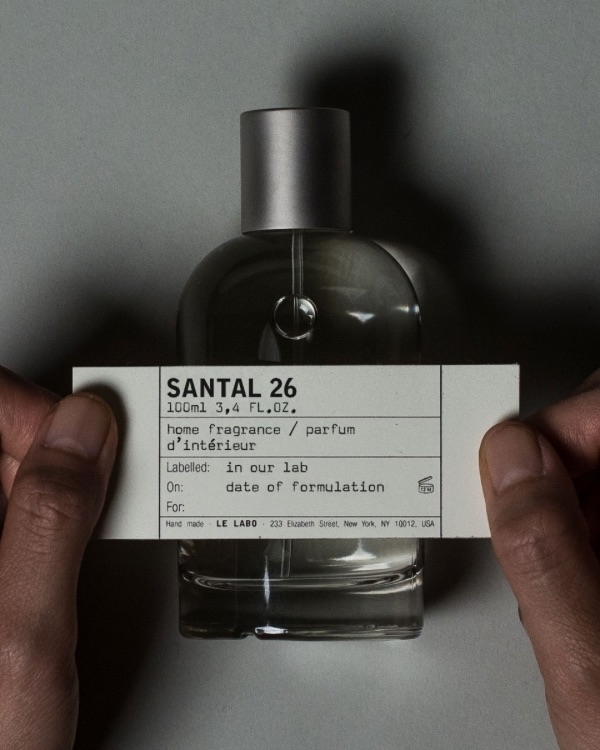 SANTAL 26
100ml 3,4 FL.OZ.
home fragrance / parfum
d'intérieur
Labelled: in our lab
On: date of formulation
For:
Hand made · LE LABO · 233 Elizabeth Street, New York, NY 10012, USA